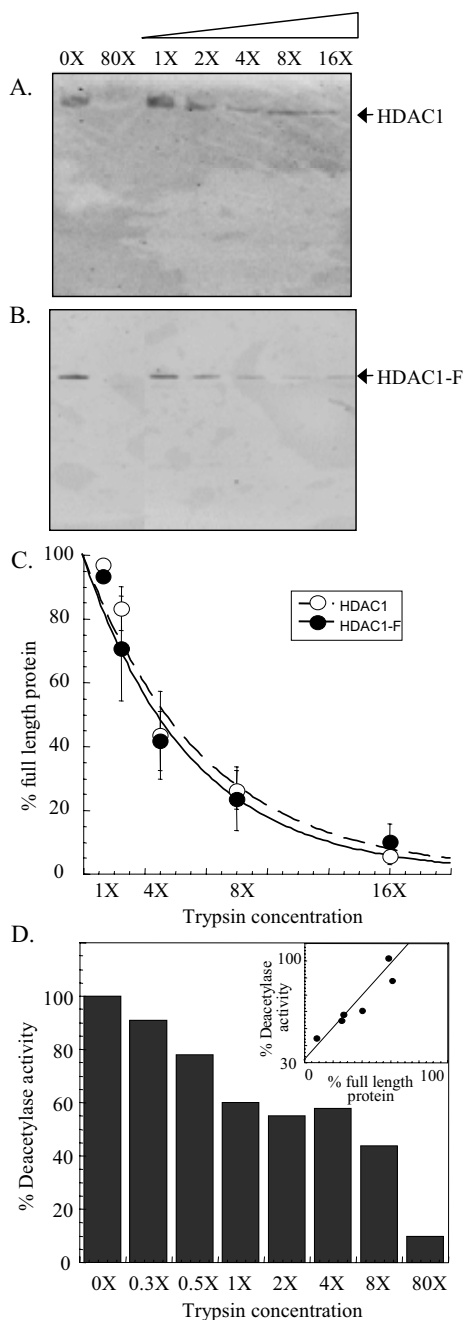 0X 80X 1X 2X 4X 8X 16X
A.
HDAC1
B.
HDAC1-F
C.
100
80
60
40
20
0
% full length protein
HDAC1
HDAC1-F
1X 4X 8X 16X
Trypsin concentration
D.
100
80
60
40
20
0
% Deacetylase activity
100
30
% Deacetylase
activity
0 100
% full length
protein
0X 0.3X 0.5X 1X 2X 4X 8X 80X
Trypsin concentration